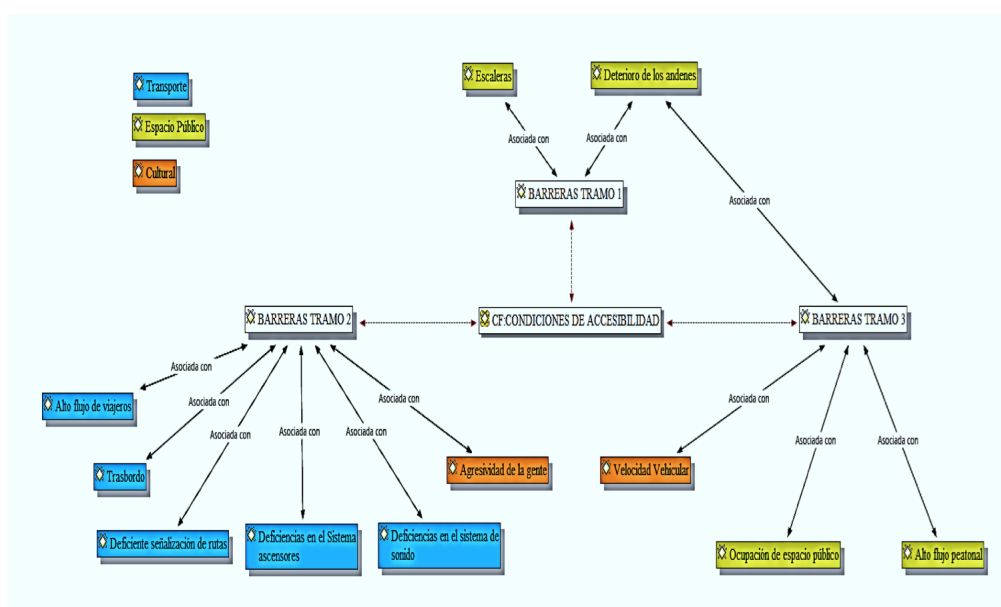 Transporte
Espacio Público
Cultural
Escaleras
Deterioro de los andenes
Asociada con
Asociada con
BARRERAS TRAMO 1
Asociada con
BARRERAS TRAMO 2
CF:CONDICIONES DE ACCESIBILIDAD
BARRERAS TRAMO 3
Asociada con
Asociada con
Asociada con
Asociada con
Asociada con
Asociada con
Asociada con
Asociada con
Asociada con
Alto flujo de viajeros
Trasbordo
Agresividad de la gente
Velocidad Vehicular
Deficiente señalización de rutas
Deficiencias en el Sistema
ascensores
Deficiencias en el sistema de
sonido
Ocupación de espacio público
Alto flujo peatonal